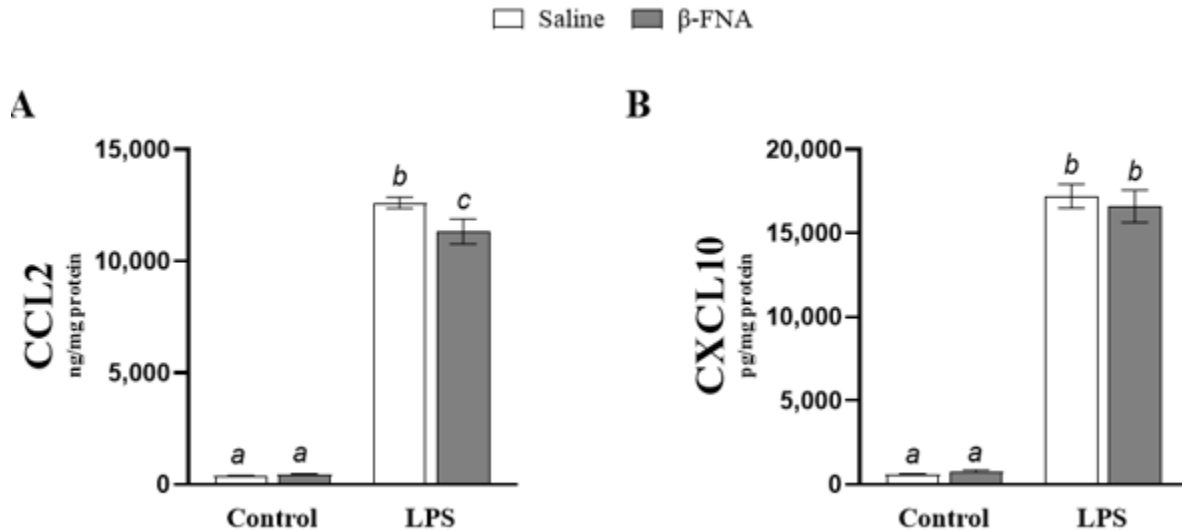 Saline β-FNA
A
CCL2
ng/mg protein
15,000
10,000
5,000
0
a
a
b
c
Control LPS
B
CXCL10
pg/mg protein
20,000
15,000
10,000
5,000
0
a
a
b
b
Control LPS